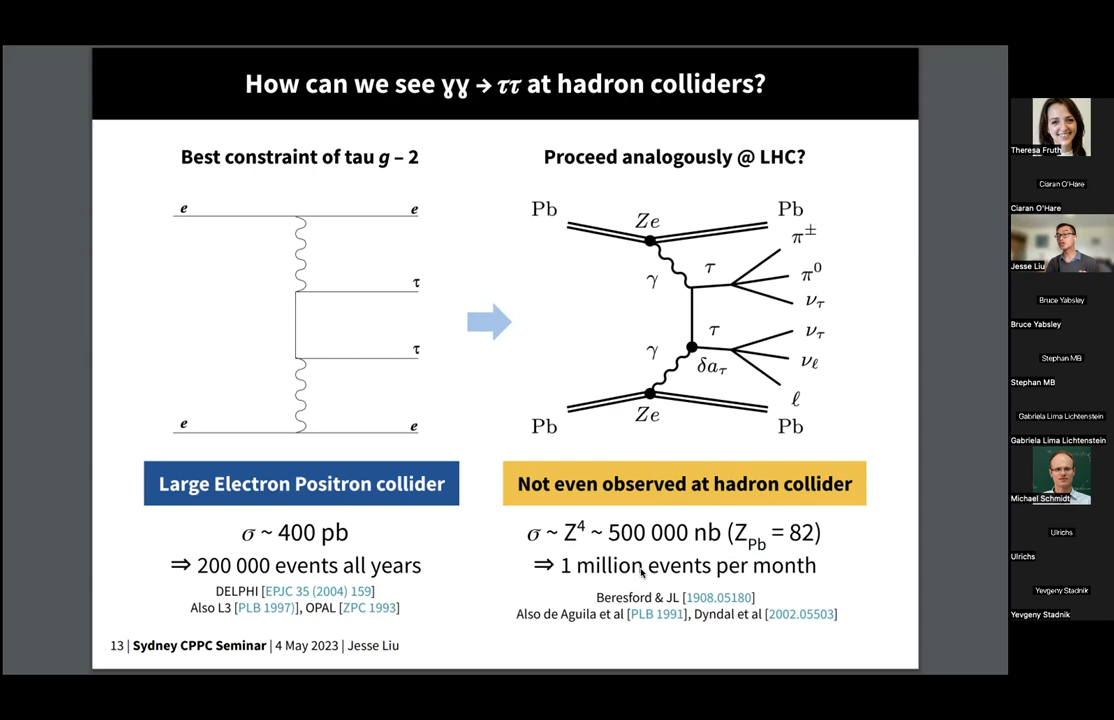 How can we see ɣɣ → ττ at hadron colliders?
Best constraint of tau g – 2
Proceed analogously @ LHC?
e
e
τ
τ
e
e
Pb
Ze
Pb
π±
γ
τ
π0
ντ
τ
ντ
γ
δaτ
νℓ
ℓ
Pb
Ze
Pb
Large Electron Positron collider
Not even observed at hadron collider
σ ~ 400 pb
⇒ 200 000 events all years
DELPHI [EPJC 35 (2004) 159]
Also L3 [PLB 1997)], OPAL [ZPC 1993]
σ ~ Z4 ~ 500 000 nb (ZPb = 82)
⇒ 1 million events per month
Beresford & JL [1908.05180]
Also de Aguila et al [PLB 1991], Dyndal et al [2002.05503]
13 | Sydney CPPC Seminar | 4 May 2023 | Jesse Liu
Theresa Fruth
Ciaran O'Hare
Ciaran O'Hare
Jesse Liu
Bruce Yabsley
Bruce Yabsley
Stephan MB
Stephan MB
Gabriela Lima Lichtenstein
Gabriela Lima Lichtenstein
Michael Schmidt
Ulrichs
Ulrichs
Yevgeny Stadnik
Yevgeny Stadnik